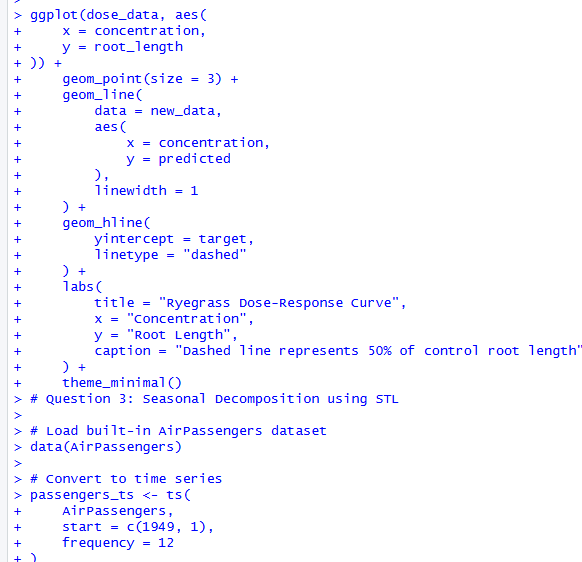 >
> ggplot(dose_data, aes(
+     x = concentration,
+     y = root_length
+ )) +
+     geom_point(size = 3) +
+     geom_line(
+         data = new_data,
+         aes(
+             x = concentration,
+             y = predicted
+         ),
+         linewidth = 1
+     ) +
+     geom_hline(
+         yintercept = target,
+         linetype = "dashed"
+     ) +
+     labs(
+         title = "Ryegrass Dose-Response Curve",
+         x = "Concentration",
+         y = "Root Length",
+         caption = "Dashed line represents 50% of control root length"
+     ) +
+     theme_minimal()
> # Question 3: Seasonal Decomposition using STL
>
> # Load built-in AirPassengers dataset
> data(AirPassengers)
>
> # Convert to time series
> passengers_ts <- ts(
+     AirPassengers,
+     start = c(1949, 1),
+     frequency = 12
+ )